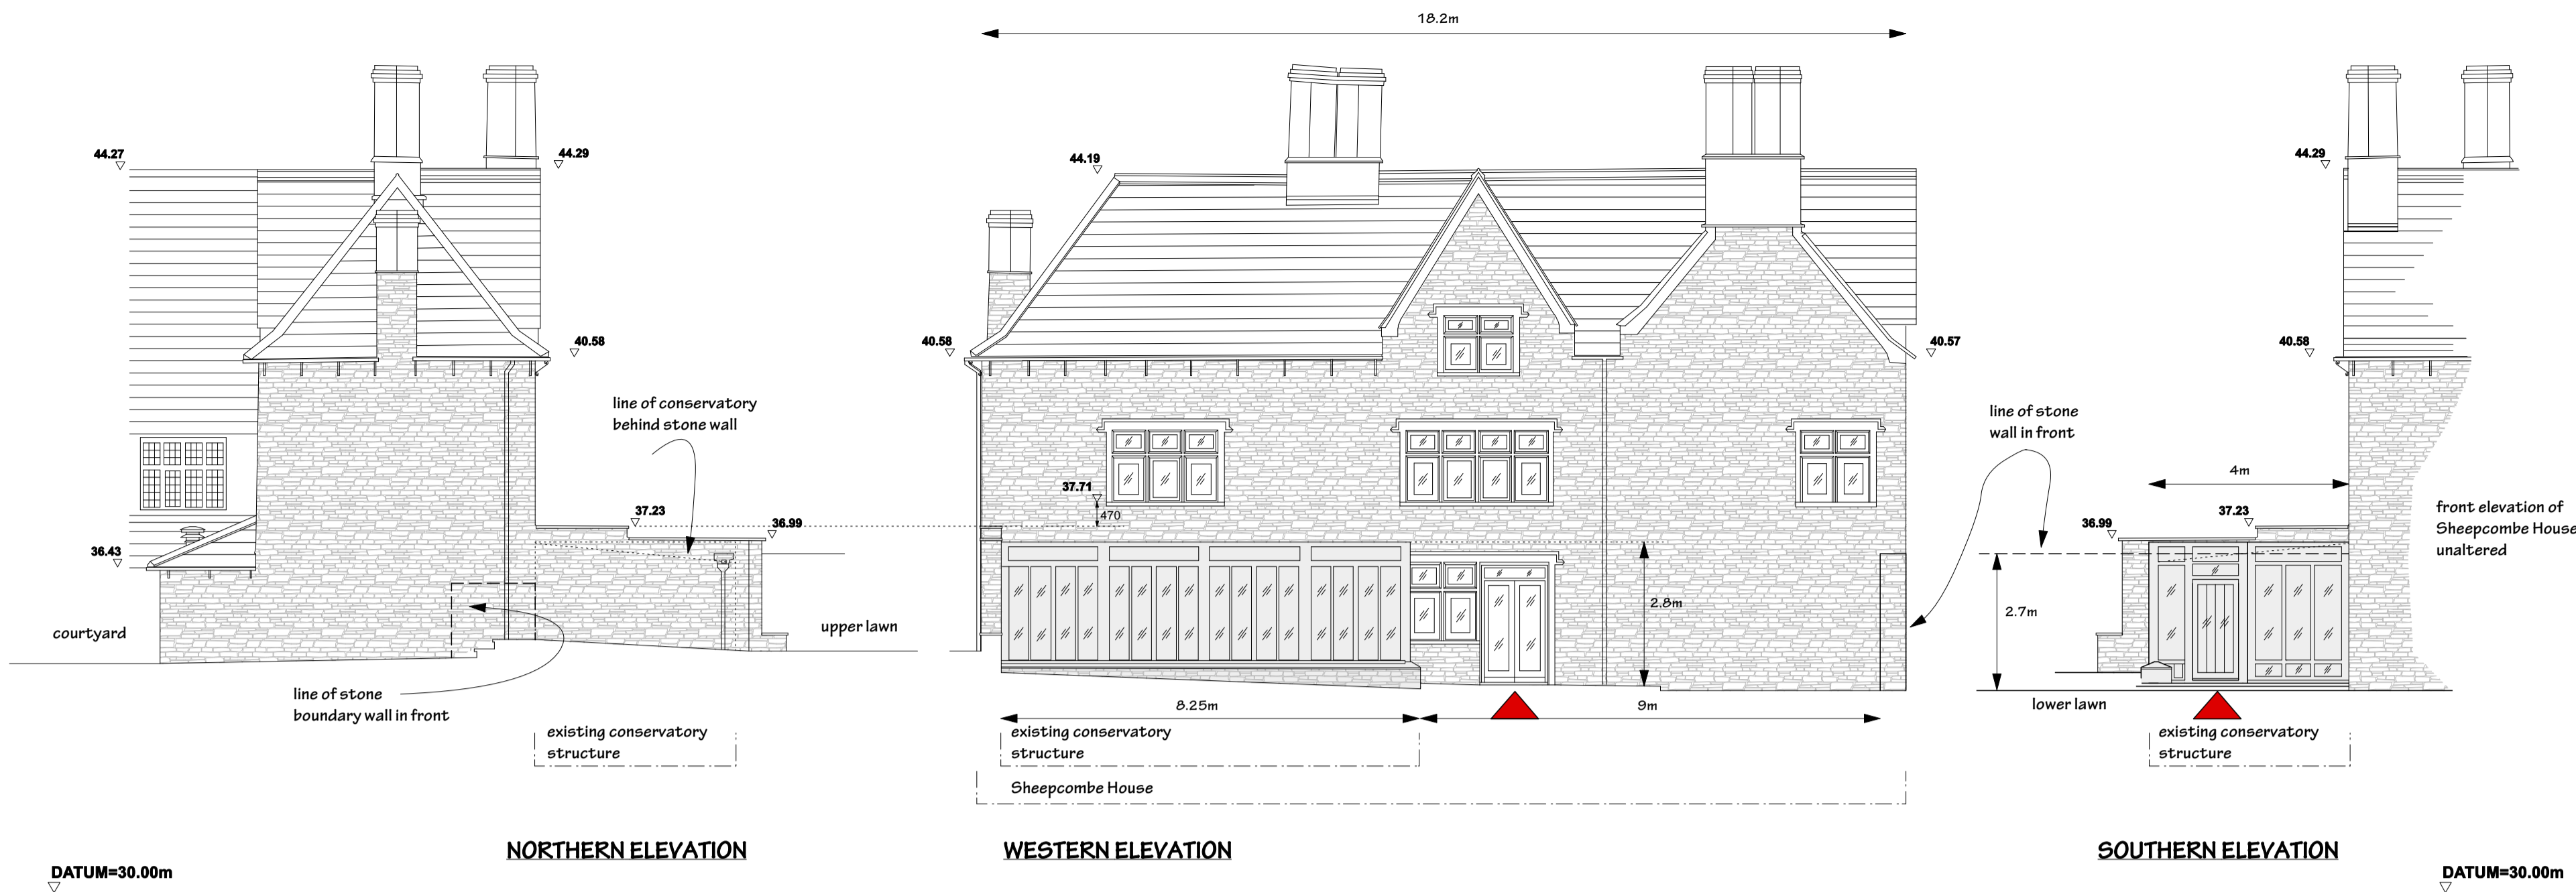 18.2m
44.27
44.29
44.19
44.29
40.58
40.58
40.57
40.58
line of conservatory
behind stone wall
line of stone
wall in front
4m
37.71
470
37.23
36.99
36.99
37.23
front elevation of
Sheepcombe House
unaltered
36.43
2.8m
2.7m
courtyard
upper lawn
line of stone
boundary wall in front
8.25m
9m
lower lawn
existing conservatory
structure
existing conservatory
structure
existing conservatory
structure
Sheepcombe House
NORTHERN ELEVATION
WESTERN ELEVATION
SOUTHERN ELEVATION
DATUM=30.00m
DATUM=30.00m